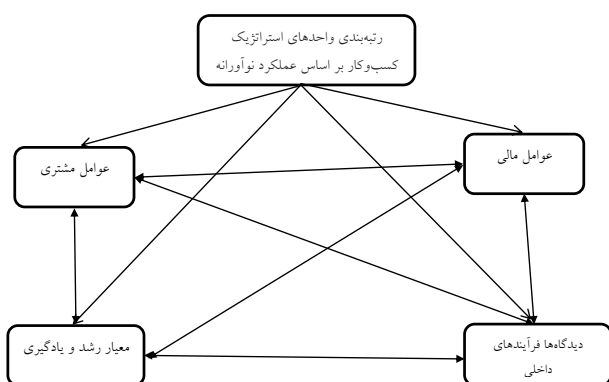 رتبه‌بندی واحدهای استراتژیک
کسب‌وکار بر اساس عملکرد نوآورانه
عوامل مالی
عوامل مشتری
دیدگاه‌ها فرآیندهای
داخلی
معیار رشد و یادگیری